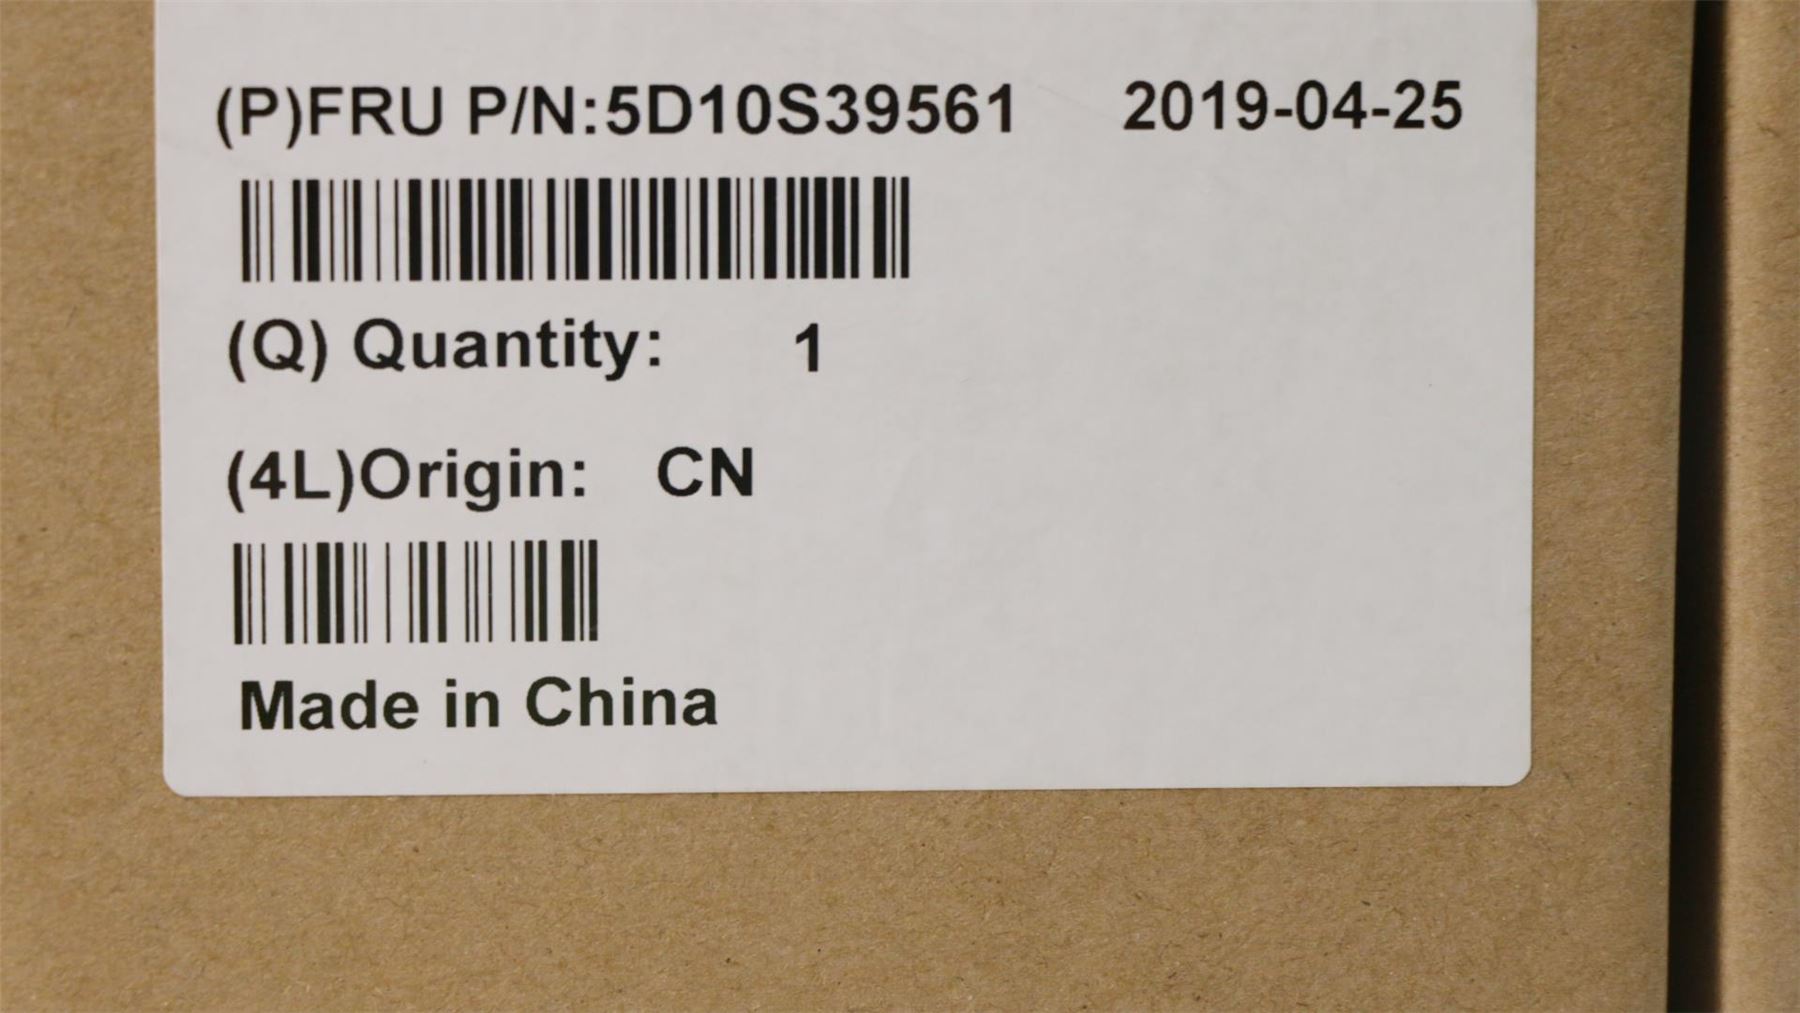 (P)FRU P/N:5D10S39561 2019-04-25
(Q) Quantity: 1
(4L)Origin: CN
Made in China